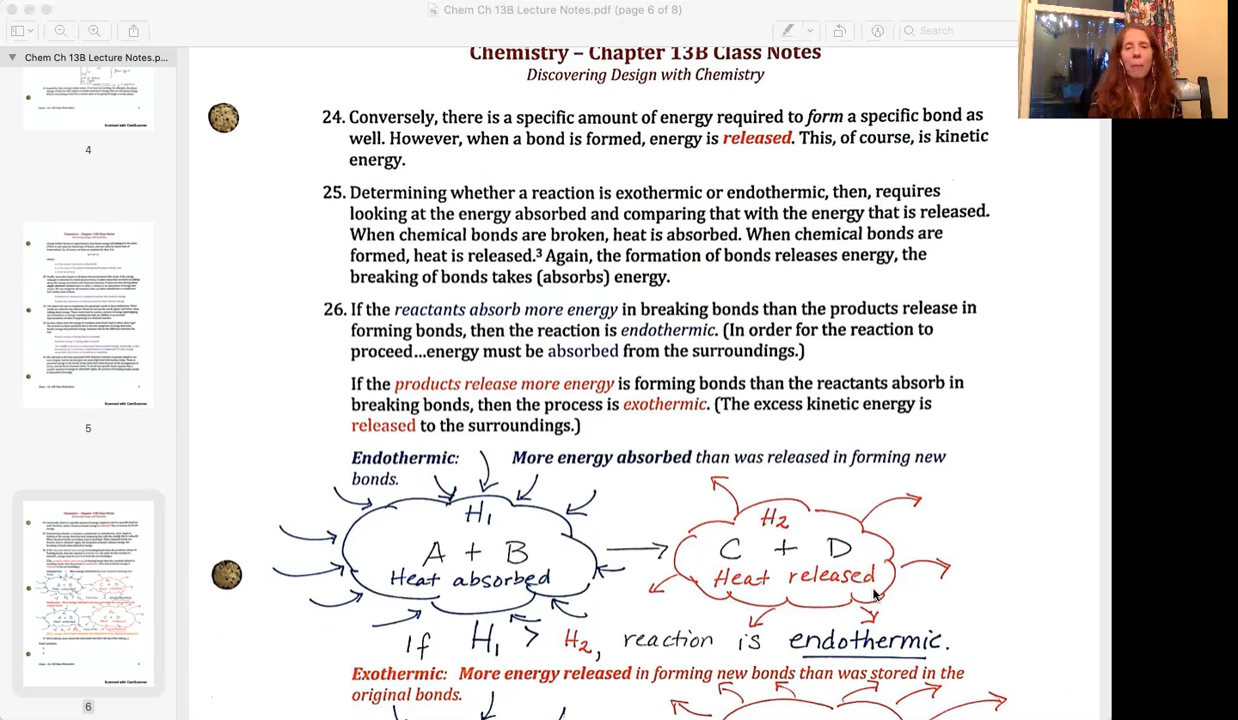 Chem Ch 13B Lecture Notes.pdf (page 6 of 8)
Search
Chem Ch 13B Lecture Notes.p...
4
5
6
Chemistry – Chapter 13B Class Notes
Discovering Design with Chemistry
24. Conversely, there is a specific amount of energy required to form a specific bond as
well. However, when a bond is formed, energy is released. This, of course, is kinetic
energy.
25. Determining whether a reaction is exothermic or endothermic, then, requires
looking at the energy absorbed and comparing that with the energy that is released.
When chemical bonds are broken, heat is absorbed. When chemical bonds are
formed, heat is released.³ Again, the formation of bonds releases energy, the
breaking of bonds takes (absorbs) energy.
26. If the reactants absorb more energy in breaking bonds than the products release in
forming bonds, then the reaction is endothermic. (In order for the reaction to
proceed...energy must be absorbed from the surroundings.)
If the products release more energy is forming bonds than the reactants absorb in
breaking bonds, then the process is exothermic. (The excess kinetic energy is
released to the surroundings.)
Endothermic: More energy absorbed than was released in forming new
bonds.
H₁
A + B
Heat absorbed
H₂
C + D
Heat released
If H₁ > H₂, reaction is endothermic.
Exothermic: More energy released in forming new bonds than was stored in the
original bonds.